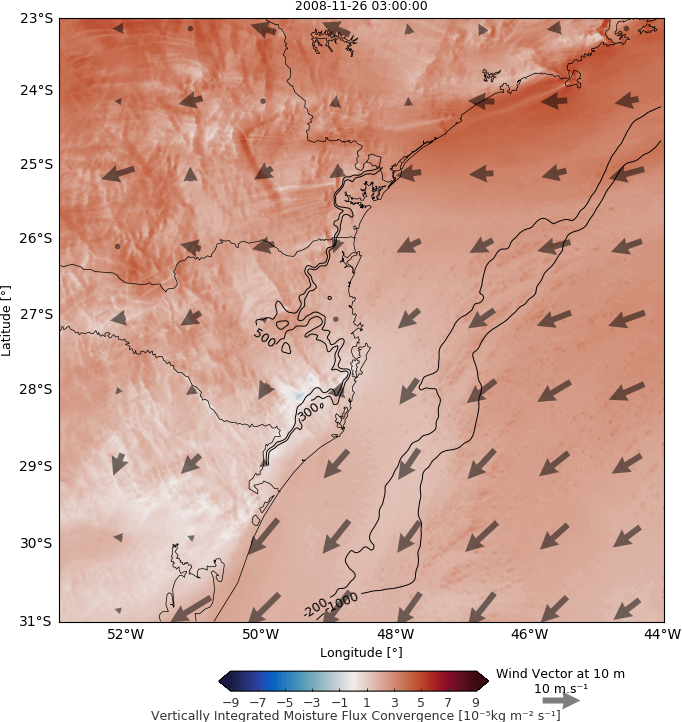 2008-11-26 03:00:00
23°S
24°S
25°S
26°S
27°S
28°S
29°S
30°S
31°S
Latitude [°]
500
300
-200
1000
52°W 50°W 48°W 46°W 44°W
Longitude [°]
−9 −7 −5 −3 −1 1 3 5 7 9
Vertically Integrated Moisture Flux Convergence [10⁻⁵kg m⁻² s⁻¹]
Wind Vector at 10 m
10 m.s⁻¹